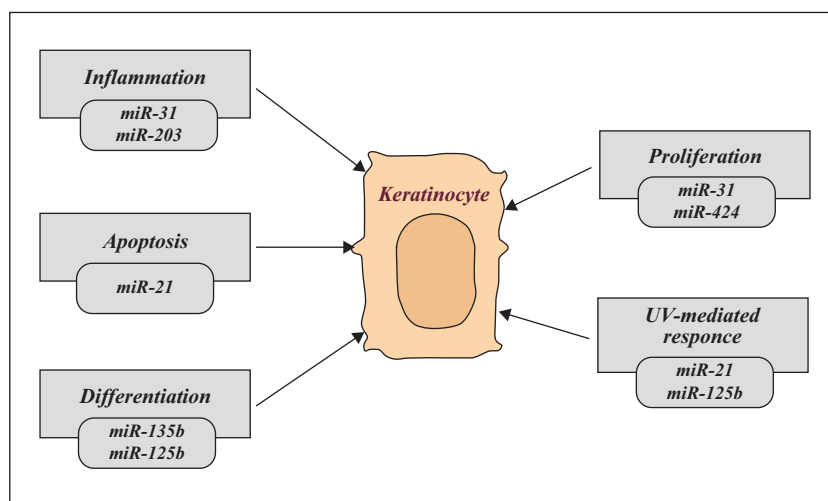 Inflammation
miR-31
miR-203
Apoptosis
miR-21
Differentiation
miR-135b
miR-125b
Keratinocyte
Proliferation
miR-31
miR-424
UV-mediated
responce
miR-21
miR-125b